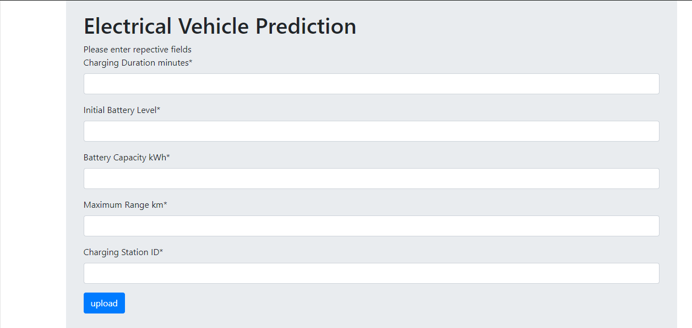 Electrical Vehicle Prediction
Please enter repective fields
Charging Duration minutes*
Initial Battery Level*
Battery Capacity kWh*
Maximum Range km*
Charging Station ID*
upload